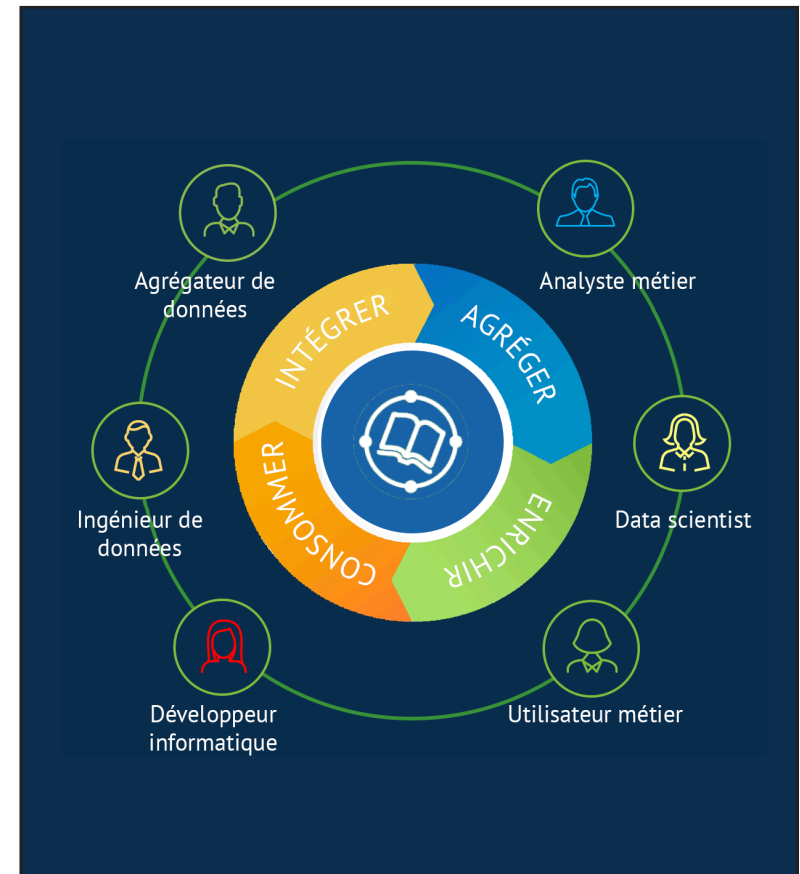 Agrégateur de
données
Analyste métier
INTÉGRER
AGRÉGER
CONSOMMER
ENRICHIR
Ingénieur de
données
Data scientist
Développeur
informatique
Utilisateur métier